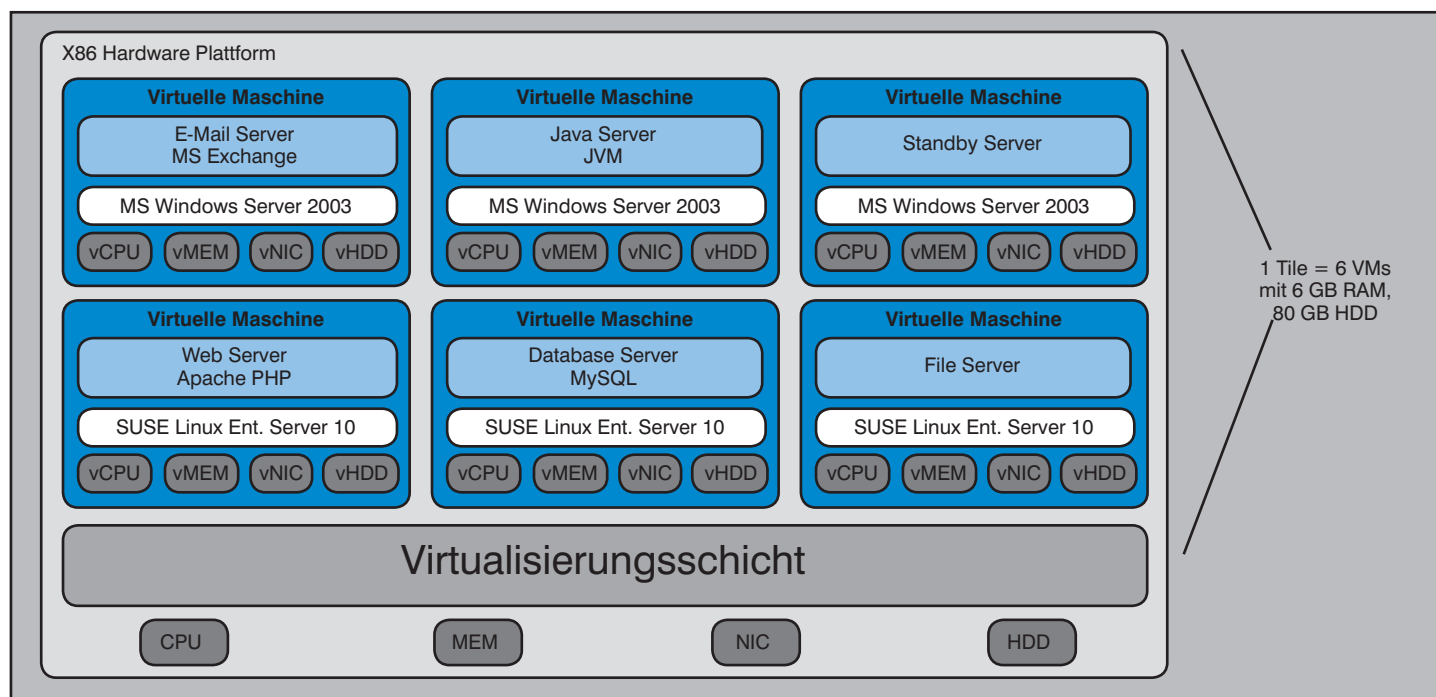 X86 Hardware Plattform
Virtuelle Maschine
E-Mail Server
MS Exchange
MS Windows Server 2003
vCPU vMEM vNIC vHDD
Virtuelle Maschine
Java Server
JVM
MS Windows Server 2003
vCPU vMEM vNIC vHDD
Virtuelle Maschine
Standby Server
MS Windows Server 2003
vCPU vMEM vNIC vHDD
Virtuelle Maschine
Web Server
Apache PHP
SUSE Linux Ent. Server 10
vCPU vMEM vNIC vHDD
Virtuelle Maschine
Database Server
MySQL
SUSE Linux Ent. Server 10
vCPU vMEM vNIC vHDD
Virtuelle Maschine
File Server
SUSE Linux Ent. Server 10
vCPU vMEM vNIC vHDD
Virtualisierungsschicht
CPU MEM NIC HDD
1 Tile = 6 VMs
mit 6 GB RAM,
80 GB HDD